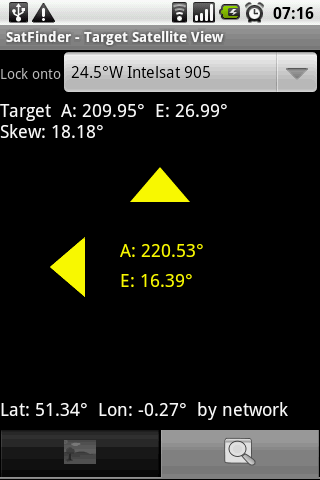 07:16
SatFinder - Target Satellite View
Lock onto 24.5°W Intelsat 905
Target A: 209.95° E: 26.99°
Skew: 18.18°
A: 220.53°
E: 16.39°
Lat: 51.34° Lon: -0.27° by network